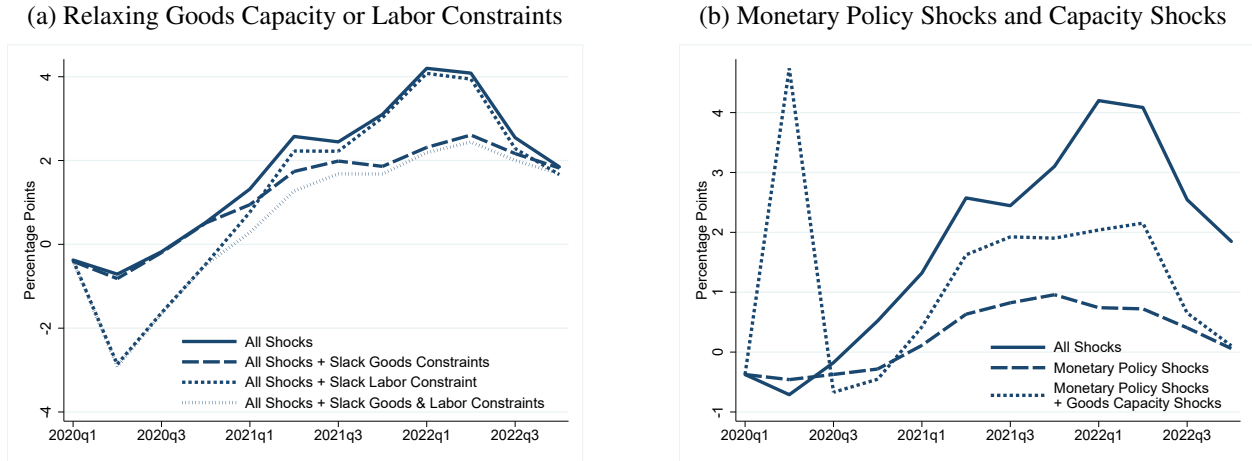 (a) Relaxing Goods Capacity or Labor Constraints
Percentage Points
4
2
0
-2
-4
All Shocks
All Shocks + Slack Goods Constraints
All Shocks + Slack Labor Constraint
All Shocks + Slack Goods & Labor Constraints
2020q1 2020q3 2021q1 2021q3 2022q1 2022q3
(b) Monetary Policy Shocks and Capacity Shocks
Percentage Points
4
3
2
1
0
-1
All Shocks
Monetary Policy Shocks
Monetary Policy Shocks
+ Goods Capacity Shocks
2020q1 2020q3 2021q1 2021q3 2022q1 2022q3